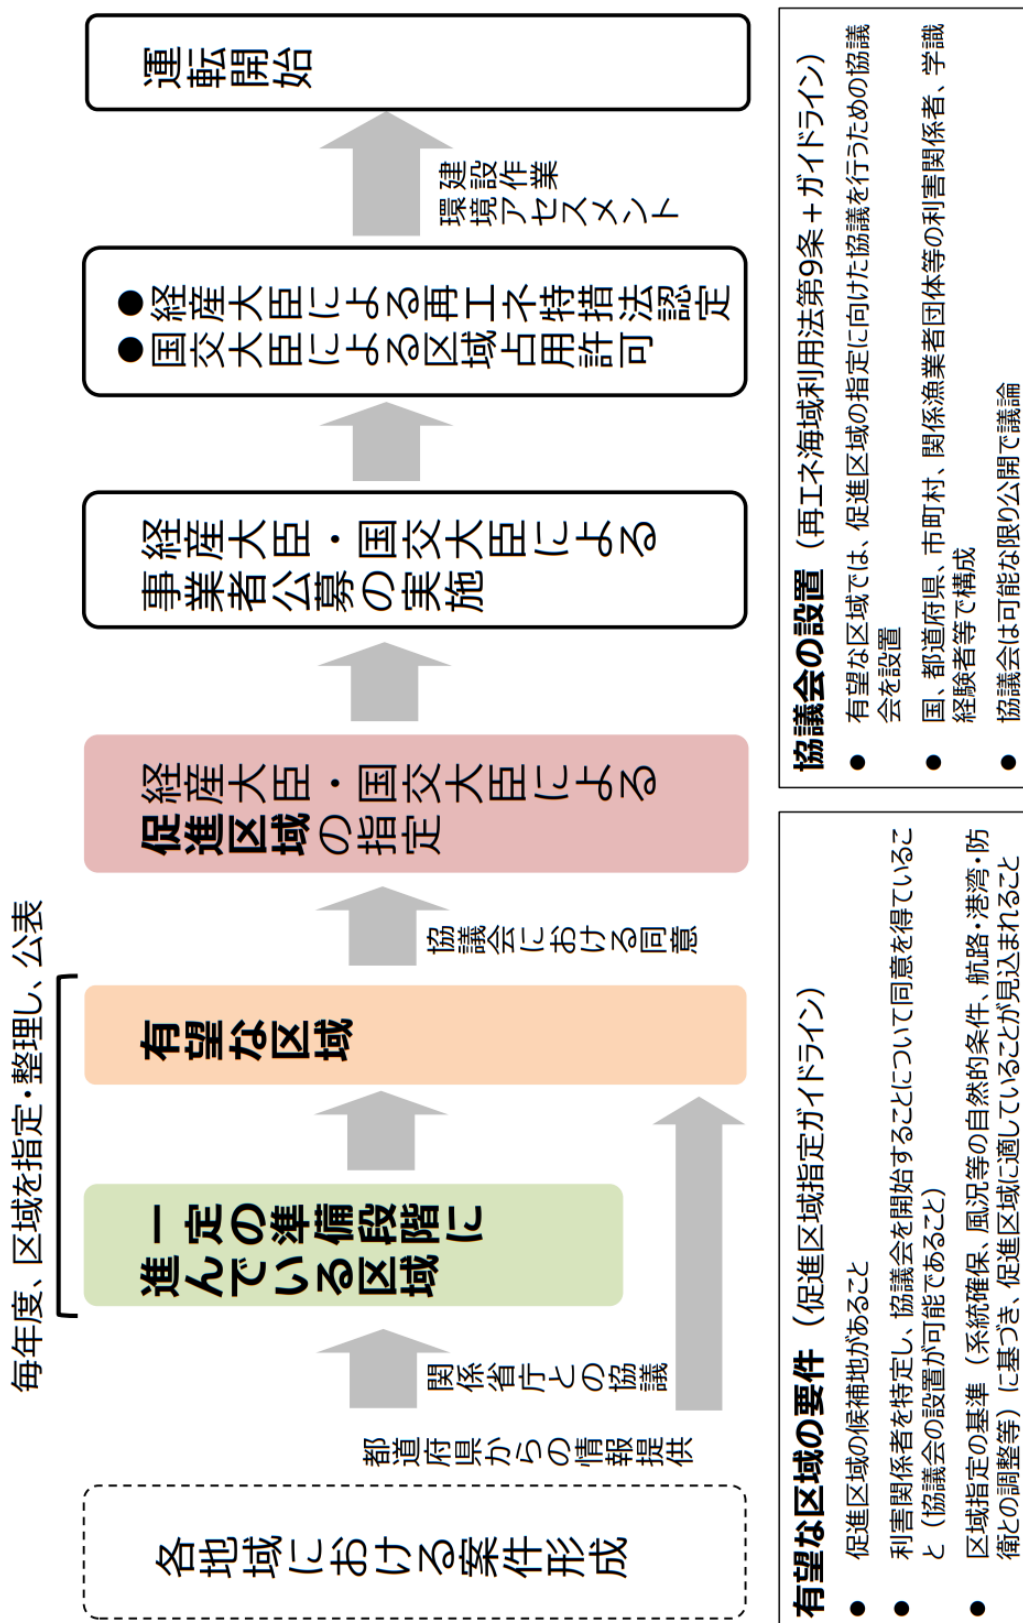 毎年度、区域を指定・整理し、公表
各地域における案件形成
都道府県からの情報提供
関係省庁との協議
一定の準備段階に
進んでいる区域
有望な区域
協議会における同意
経産大臣・国交大臣による
促進区域の指定
経産大臣・国交大臣による
事業者公募の実施
●経産大臣による再エネ特措法認定
●国交大臣による区域占用許可
建設作業
環境アセスメント
運転開始
有望な区域の要件（促進区域指定ガイドライン）
● 促進区域の候補地があること
● 利害関係者を特定し、協議会を開始することについて同意を得ているこ
と（協議会の設置が可能であること）
● 区域指定の基準（系統確保、風況等の自然的条件、航路・港湾・防
衛との調整等）に基づき、促進区域に適していることが見込まれること
協議会の設置（再エネ海域利用法第9条＋ガイドライン）
● 有望な区域では、促進区域の指定に向けた協議を行うための協議
会を設置
● 国、都道府県、市町村、関係漁業者団体等の利害関係者、学識
経験者等で構成
● 協議会は可能な限り公開で議論